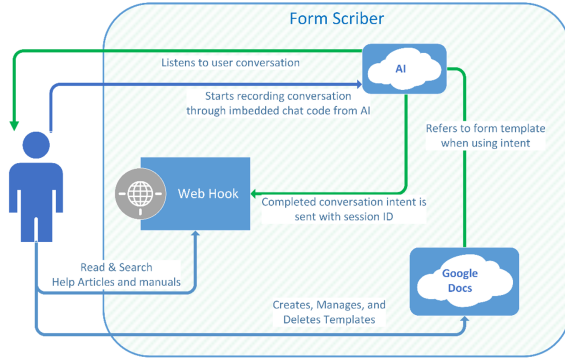 Form Scriber
Listens to user conversation
AI
Starts recording conversation
through imbedded chat code from AI
Refers to form template
when using intent
Web Hook
Completed conversation intent is
sent with session ID
Read & Search
Help Articles and manuals
Google
Docs
Creates, Manages, and
Deletes Templates